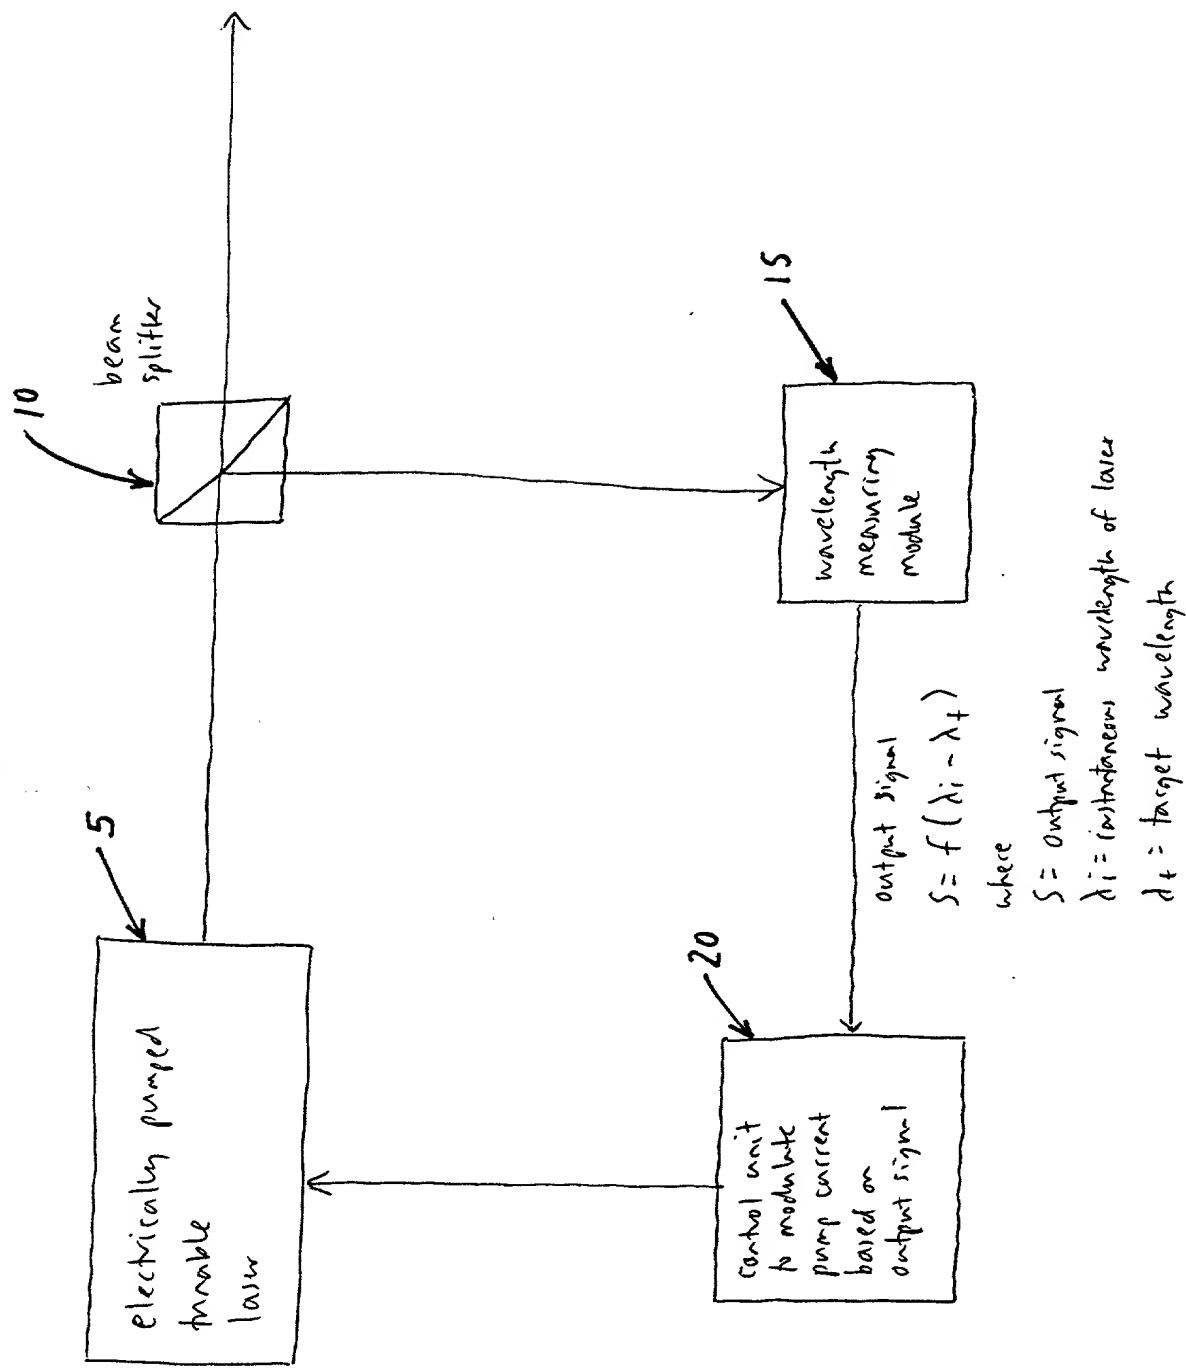 10
beam
splitter
5
electrically pumped
tunable
laser
15
wavelength
measuring
module
20
control unit
to modulate
pump current
based on
output signal
output signal
S = f(λi - λt)
where
S = output signal
λi = instantaneous wavelength of laser
λt = target wavelength